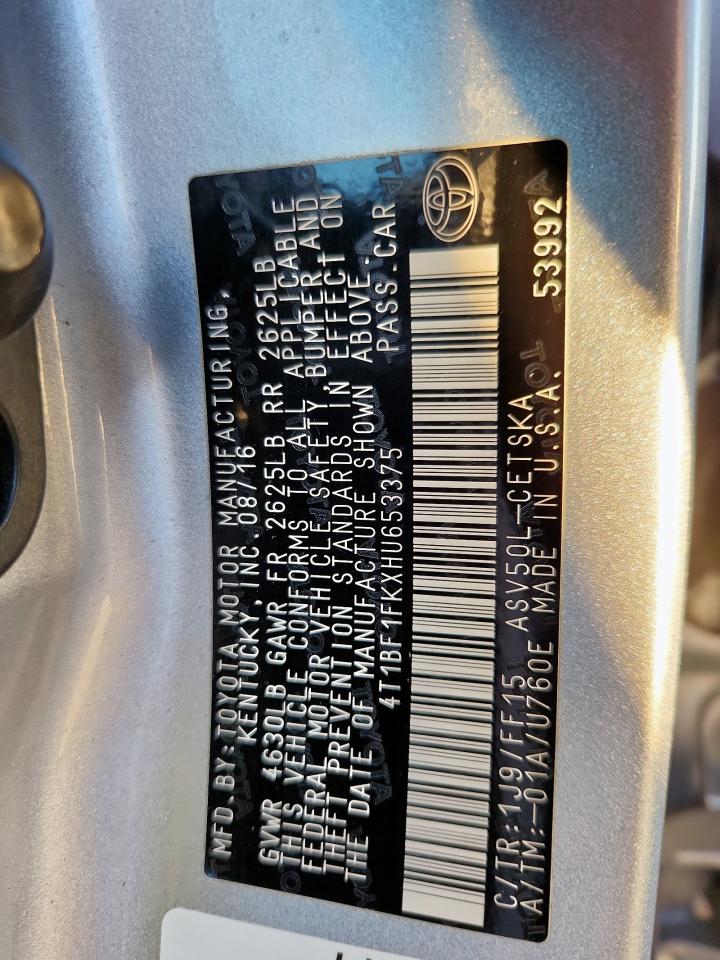 MFD.BY:TOYOTA MOTOR MANUFACTURING,
KENTUCKY, INC. 08/16
GVWR 4630LB GAWR FR 2625LB RR 2625LB
THIS VEHICLE CONFORMS TO ALL APPLICABLE
FEDERAL MOTOR VEHICLE SAFETY, BUMPER, AND
THEFT PREVENTION STANDARDS IN EFFECT ON
THE DATE OF MANUFACTURE SHOWN ABOVE.
4T1BF1FKXHU653375 PASS.CAR
C/TR:1J9/FF15 ASV50L-CETSKA
A/TM:-01A/U760E MADE IN U.S.A. 53992